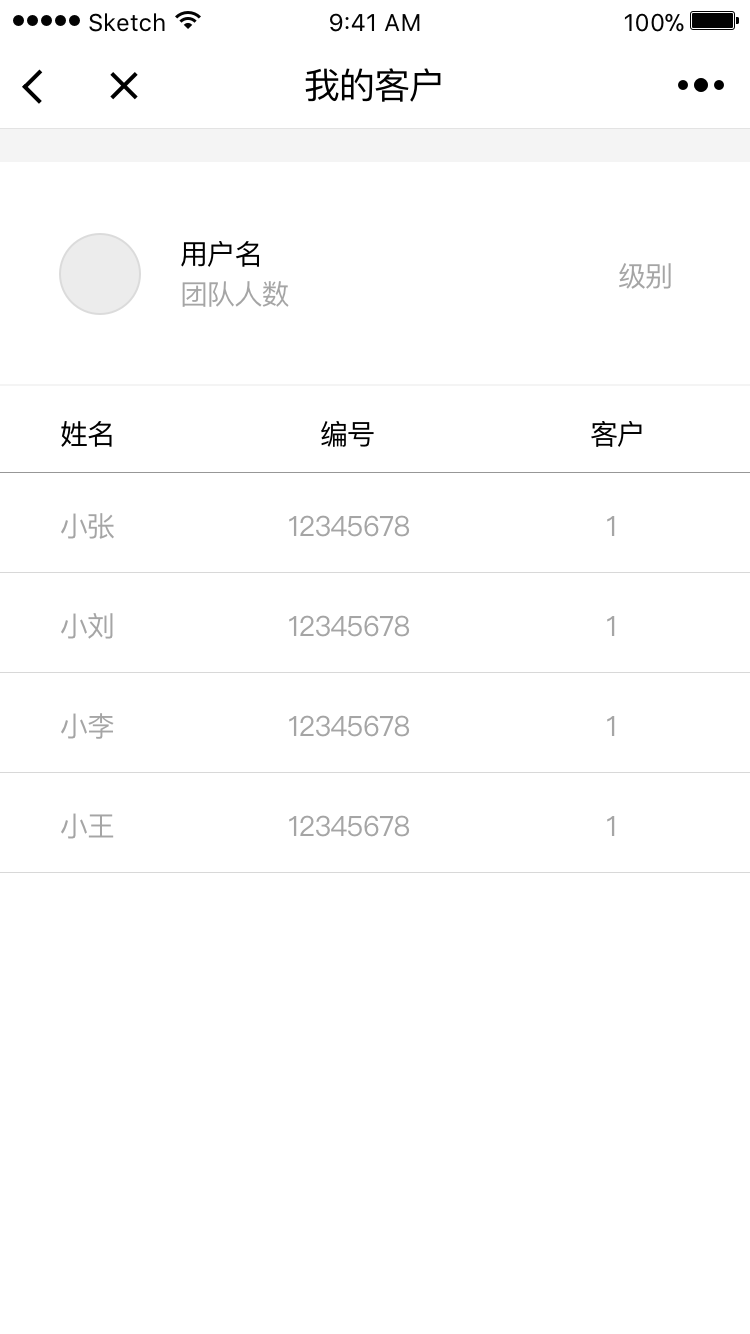 Sketch 9:41 AM 100%
我的客户
用户名
团队人数
级别
姓名 编号 客户
小张 12345678 1
小刘 12345678 1
小李 12345678 1
小王 12345678 1